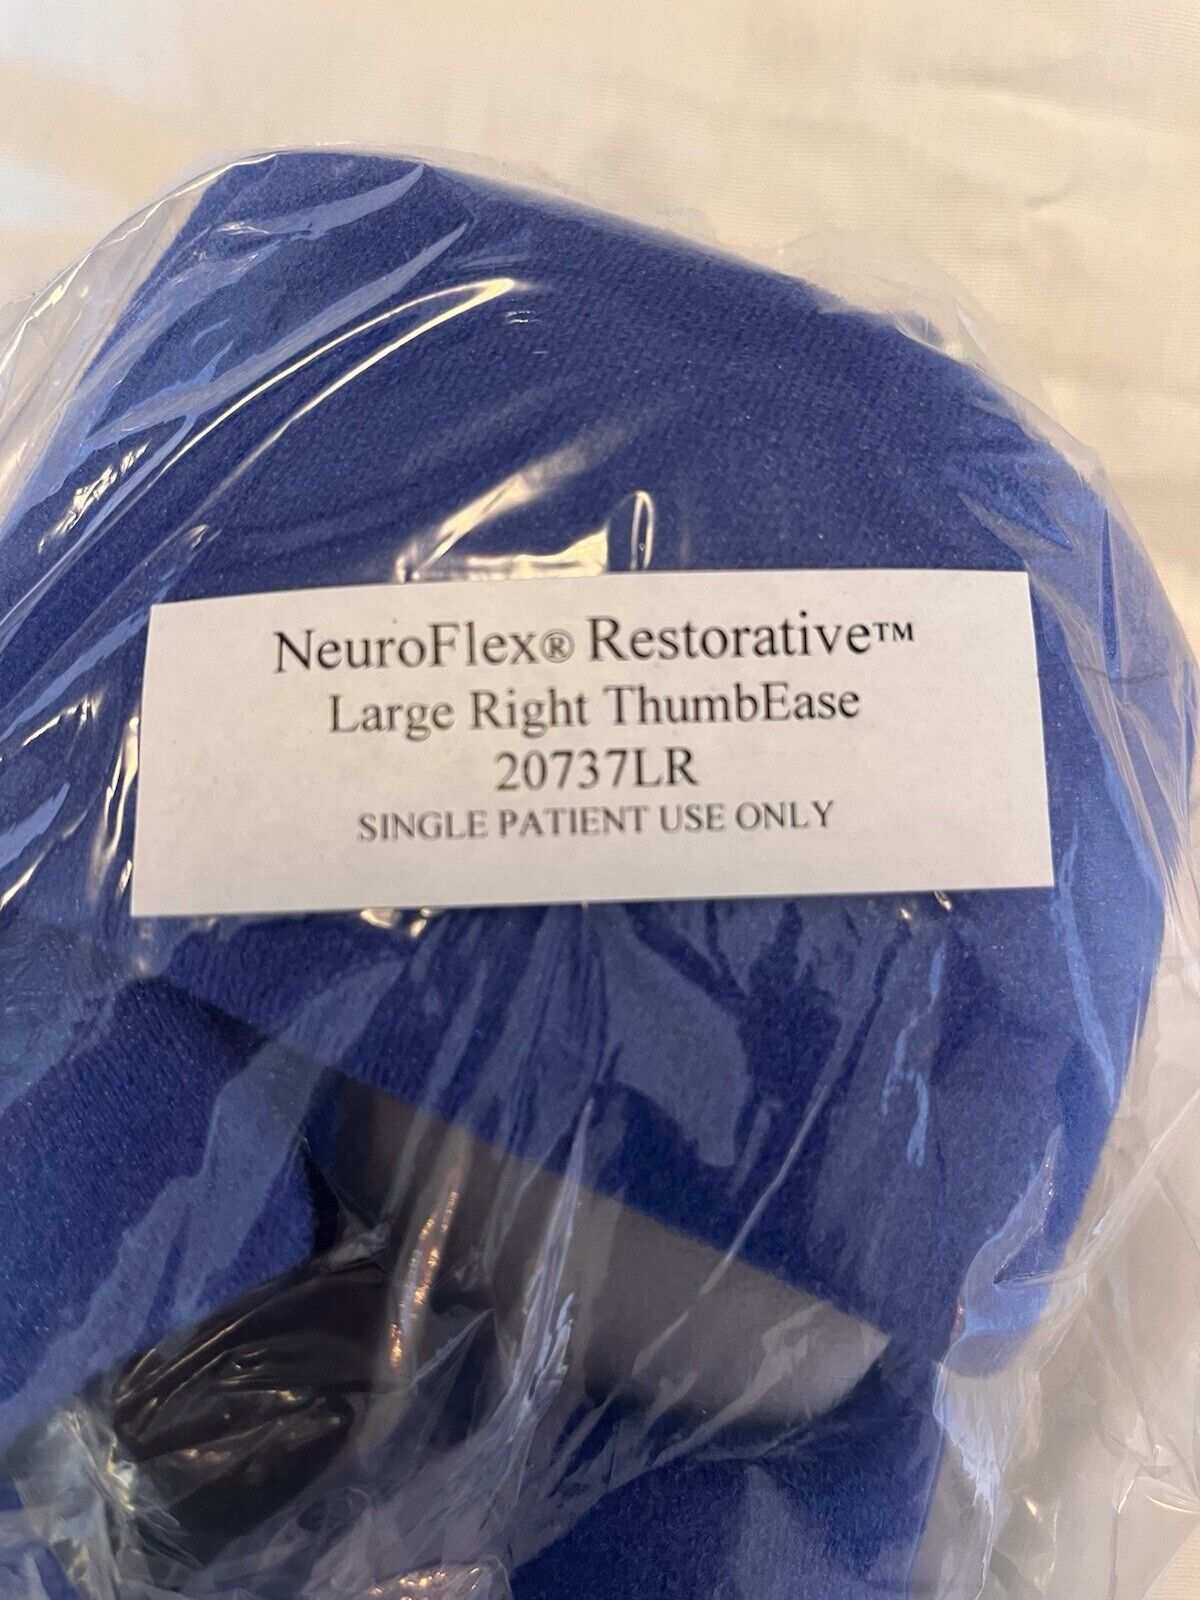 NeuroFlex® Restorative™
Large Right ThumbEase
20737LR
SINGLE PATIENT USE ONLY